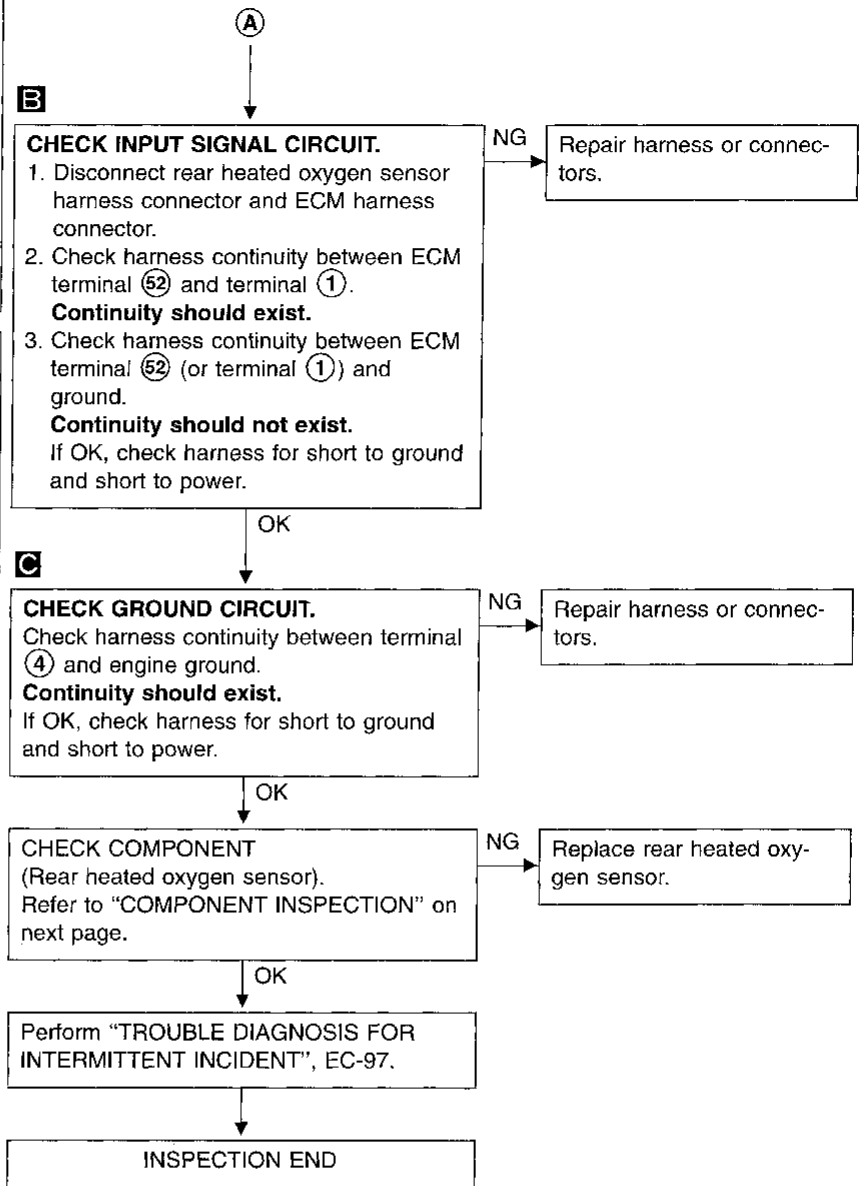 A
B
CHECK INPUT SIGNAL CIRCUIT.
1. Disconnect rear heated oxygen sensor
harness connector and ECM harness
connector.
2. Check harness continuity between ECM
terminal 52 and terminal 1.
Continuity should exist.
3. Check harness continuity between ECM
terminal 52 (or terminal 1) and
ground.
Continuity should not exist.
If OK, check harness for short to ground
and short to power.
NG
Repair harness or connec-
tors.
OK
C
CHECK GROUND CIRCUIT.
Check harness continuity between terminal
4 and engine ground.
Continuity should exist.
If OK, check harness for short to ground
and short to power.
NG
Repair harness or connec-
tors.
OK
CHECK COMPONENT
(Rear heated oxygen sensor).
Refer to “COMPONENT INSPECTION” on
next page.
NG
Replace rear heated oxy-
gen sensor.
OK
Perform “TROUBLE DIAGNOSIS FOR
INTERMITTENT INCIDENT”, EC-97.
INSPECTION END